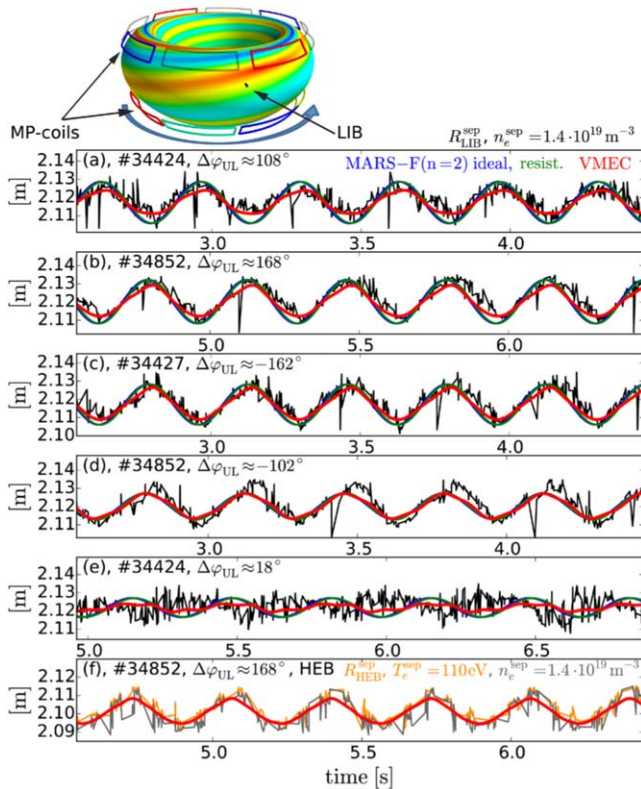 MP-coils
LIB
R_LIB^sep, n_e^sep = 1.4·10^19 m^−3
(a), #34424, Δφ_UL≈108°
MARS−F(n=2) ideal, resist. VMEC
[m]
2.14
2.13
2.12
2.11
3.0 3.5 4.0
(b), #34852, Δφ_UL≈168°
[m]
2.14
2.13
2.12
2.11
5.0 5.5 6.0
(c), #34427, Δφ_UL≈−162°
[m]
2.14
2.13
2.12
2.11
2.10
3.0 3.5 4.0
(d), #34852, Δφ_UL≈−102°
[m]
2.14
2.13
2.12
2.11
3.0 3.5 4.0
(e), #34424, Δφ_UL≈18°
[m]
2.14
2.13
2.12
2.11
5.0 5.5 6.0 6.5
(f), #34852, Δφ_UL≈168°, HEB R_HEB^sep, T_e^sep = 110 eV, n_e^sep = 1.4·10^19 m^−3
[m]
2.12
2.11
2.10
2.09
5.0 5.5 6.0
time [s]